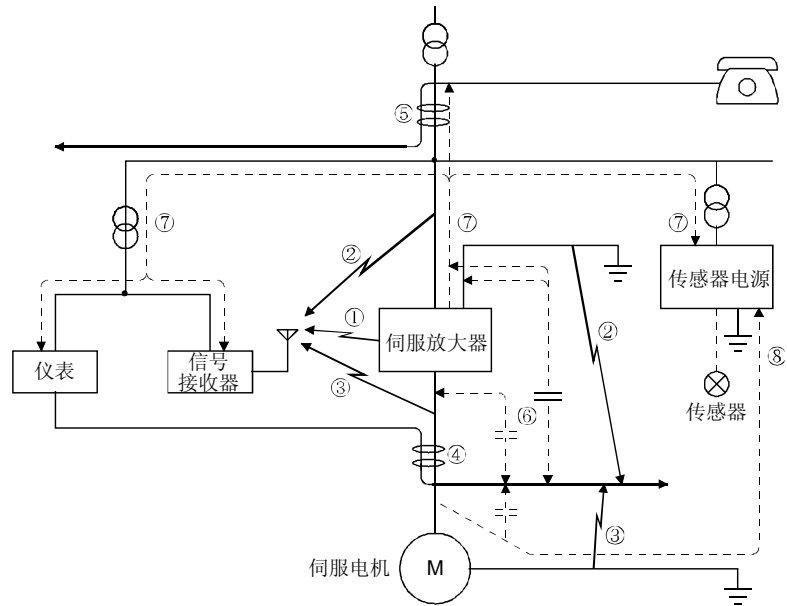 ⑤
⑦
⑦
⑦
②
传感器电源
①
伺服放大器
②
仪表
信号
接收器
③
⑧
⑥
传感器
④
③
伺服电机
M